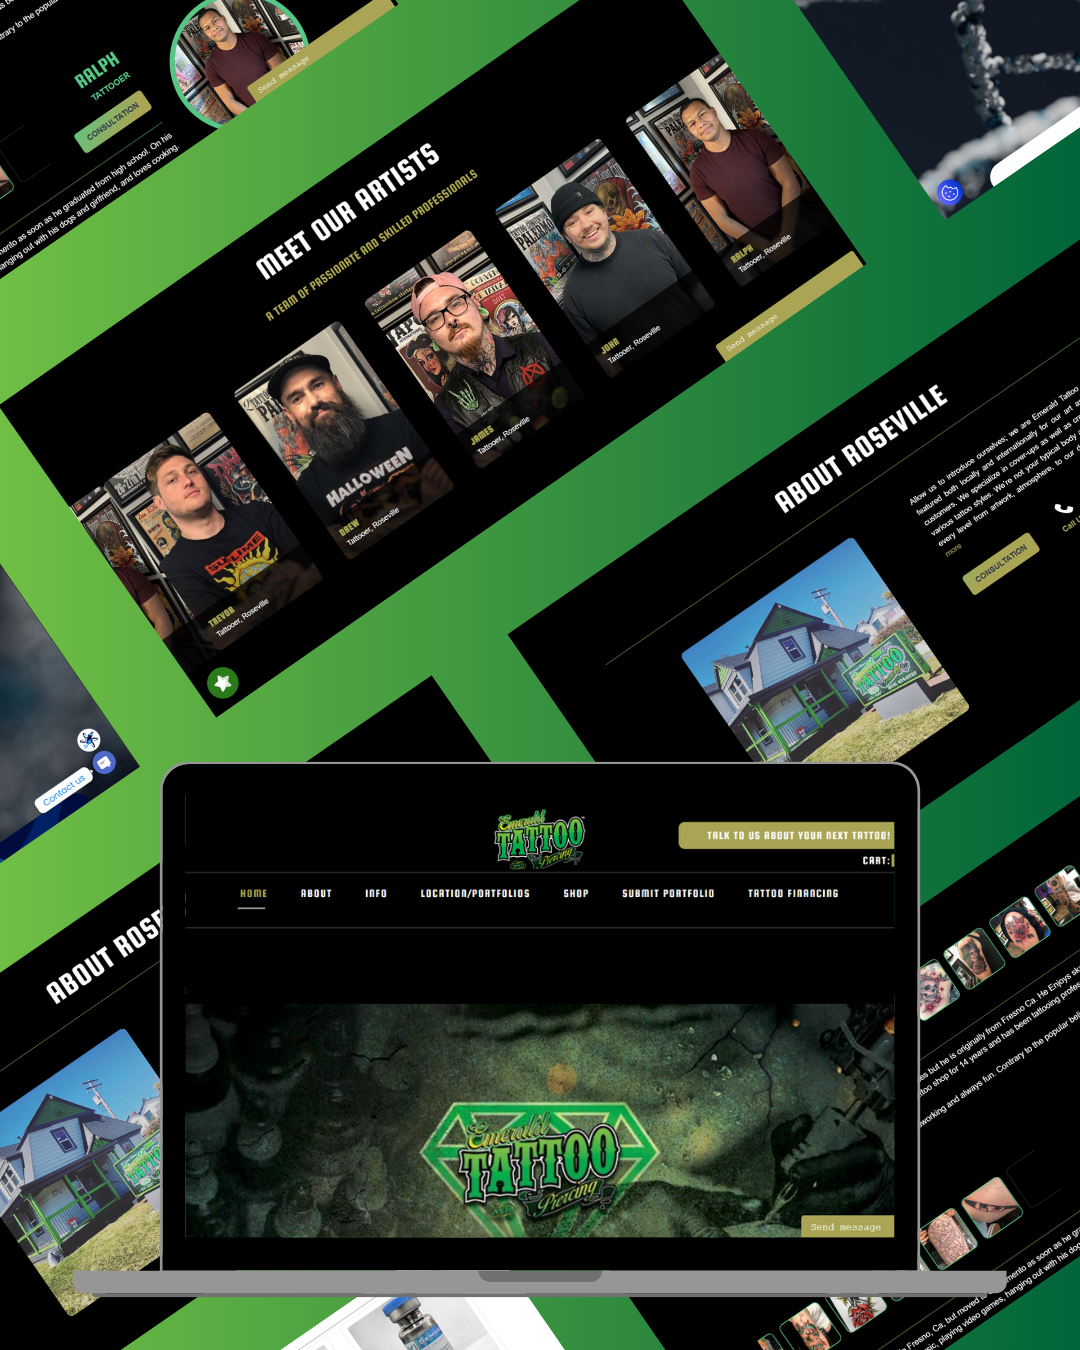 trary to the popula
RALPH
TATTOOER
CONSULTATION
Send message
mento as soon as he graduated from high school. On his
anging out with his dogs and girlfriend, and loves cooking.
MEET OUR ARTISTS
A TEAM OF PASSIONATE AND SKILLED PROFESSIONALS
TREVOR
Tattooer, Roseville
HALLOWEEN
DREW
Tattooer, Roseville
JAMES
Tattooer, Roseville
JOHN
Tattooer, Roseville
RALPH
Tattooer, Roseville
Send message
ABOUT ROSEVILLE
Allow us to introduce ourselves; we are Emerald Tattoo
featured both locally and internationally for our art a
customers. We specialize in cover-ups as well as
various tattoo styles. We're not your typical body
every level from artwork, atmosphere, to our
more
CONSULTATION
Call
Emerald
TATTOO
Contact us
ABOUT ROSE
Emerald
TATTOO
Piercing
TALK TO US ABOUT YOUR NEXT TATTOO!
CART:
HOME ABOUT INFO LOCATION/PORTFOLIOS SHOP SUBMIT PORTFOLIO TATTOO FINANCING
Emerald
TATTOO
Piercing
Send message
es but he is originally from Fresno Ca. He Enjoys
too shop for 14 years and has been tattooing profes
working and always fun. Contrary to the popular bel
Fresno, Ca, but moved to
mento as soon as he gr
sic, playing video games, hanging out with his dog